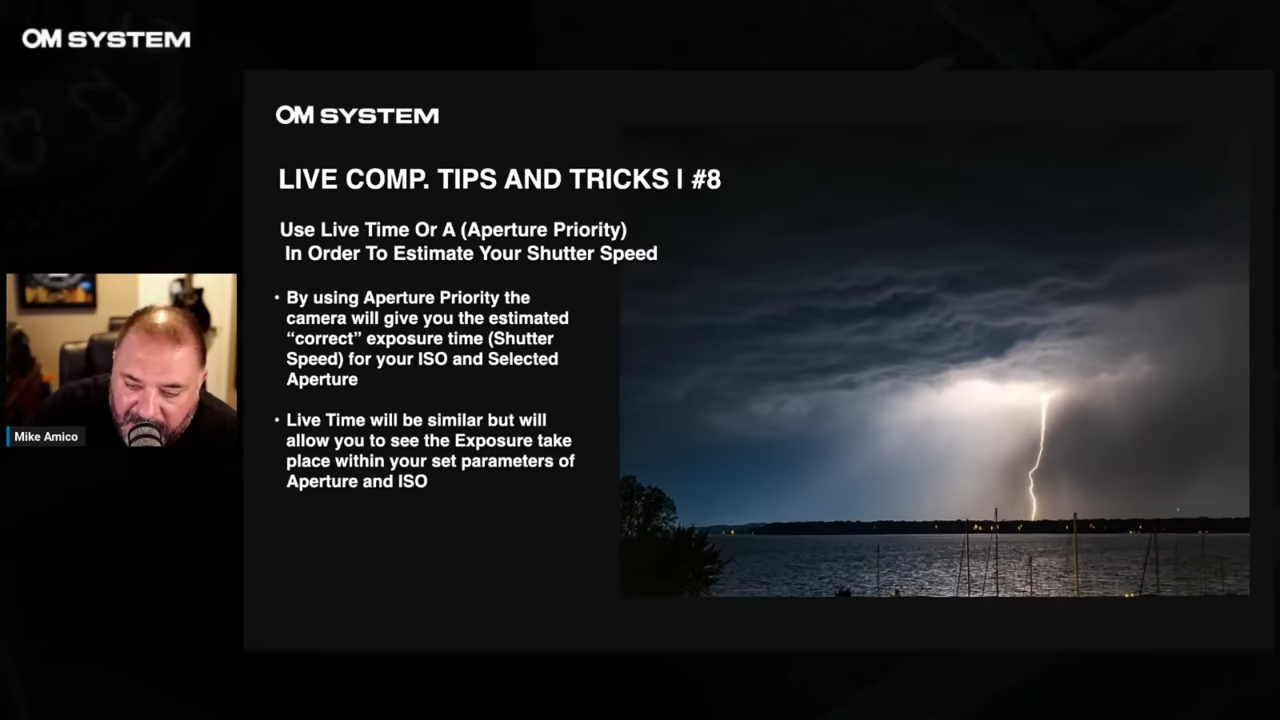 OM SYSTEM
OM SYSTEM
LIVE COMP. TIPS AND TRICKS | #8
Use Live Time Or A (Aperture Priority)
In Order To Estimate Your Shutter Speed
• By using Aperture Priority the
camera will give you the estimated
“correct” exposure time (Shutter
Speed) for your ISO and Selected
Aperture
• Live Time will be similar but will
allow you to see the Exposure take
place within your set parameters of
Aperture and ISO
Mike Amico